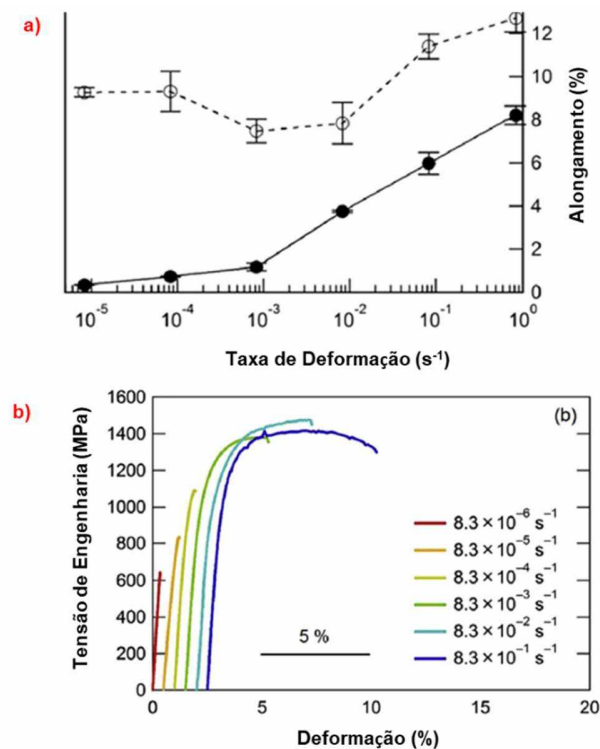 a)
12
10
8
6
4
2
0
Alongamento (%)
10⁻⁵ 10⁻⁴ 10⁻³ 10⁻² 10⁻¹ 10⁰
Taxa de Deformação (s⁻¹)
b)
(b)
1600
1400
1200
1000
800
600
400
200
0
Tensão de Engenharia (MPa)
8.3 × 10⁻⁶ s⁻¹
8.3 × 10⁻⁵ s⁻¹
8.3 × 10⁻⁴ s⁻¹
8.3 × 10⁻³ s⁻¹
8.3 × 10⁻² s⁻¹
8.3 × 10⁻¹ s⁻¹
5 %
0 5 10 15 20
Deformação (%)